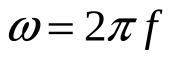 ω = 2πf